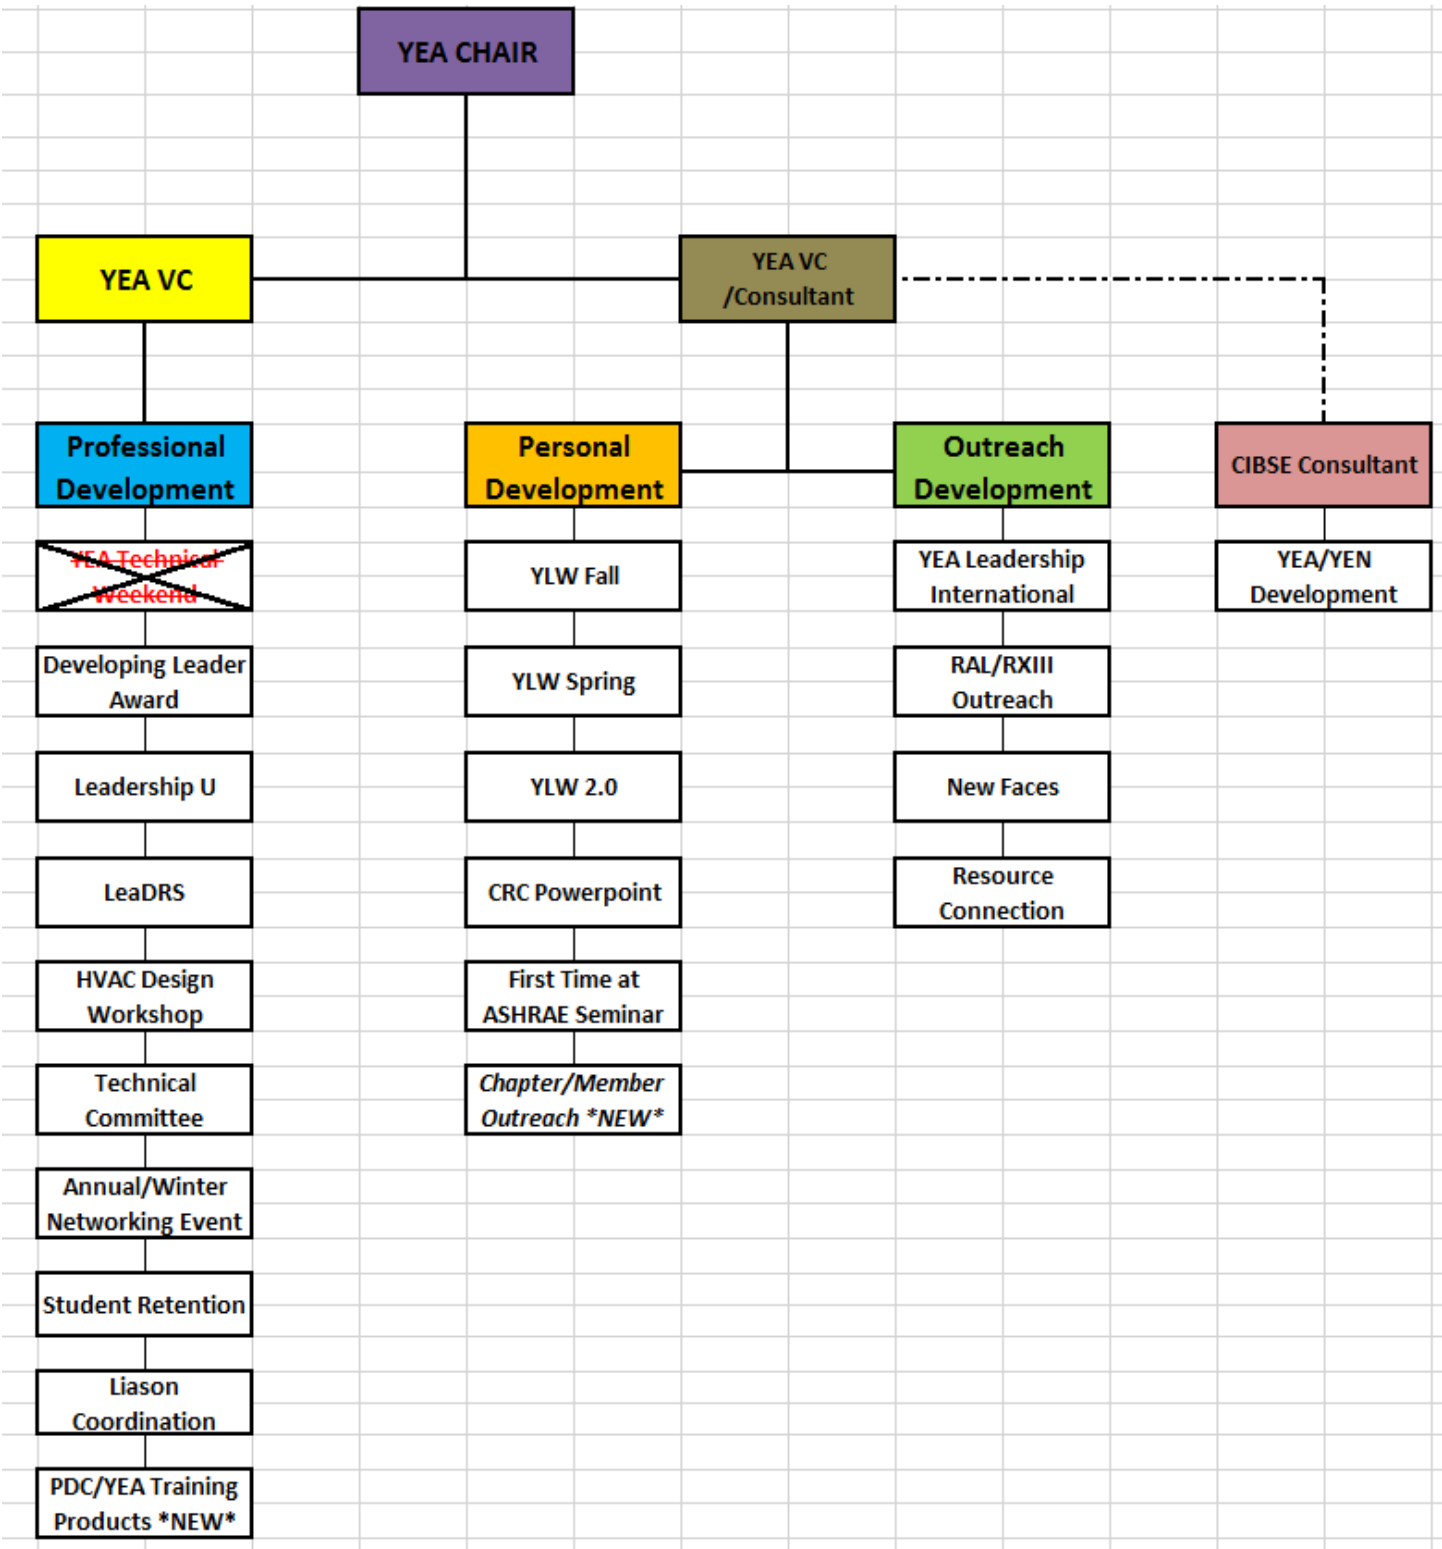 YEA CHAIR
YEA VC
YEA VC
/Consultant
Professional
Development
Personal
Development
Outreach
Development
CIBSE Consultant
YEA Technical
Weekend
Developing Leader
Award
Leadership U
LeaDRS
HVAC Design
Workshop
Technical
Committee
Annual/Winter
Networking Event
Student Retention
Liason
Coordination
PDC/YEA Training
Products *NEW*
YLW Fall
YLW Spring
YLW 2.0
CRC Powerpoint
First Time at
ASHRAE Seminar
Chapter/Member
Outreach *NEW*
YEA Leadership
International
RAL/RXIII
Outreach
New Faces
Resource
Connection
YEA/YEN
Development